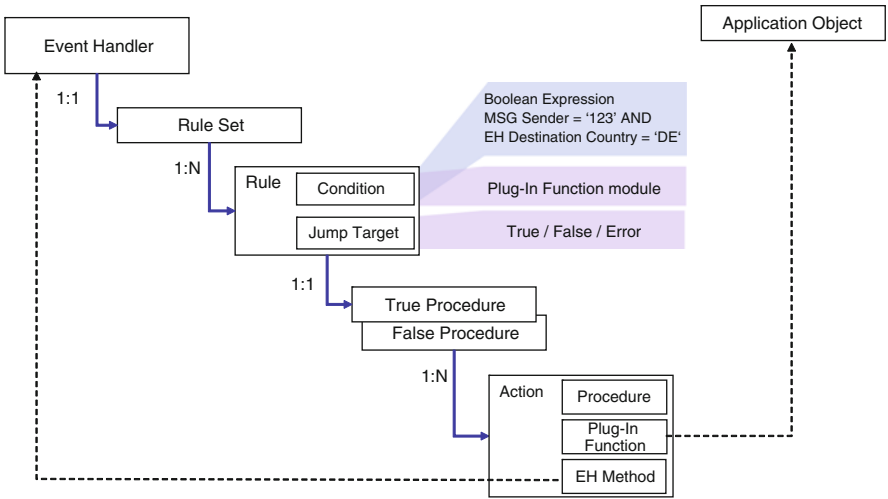 Event Handler
Application Object
1:1
Rule Set
Boolean Expression
MSG Sender = ‘123’ AND
EH Destination Country = ‘DE‘
1:N
Rule
Condition
Plug-In Function module
Jump Target
True / False / Error
1:1
True Procedure
False Procedure
1:N
Action
Procedure
Plug-In
Function
EH Method